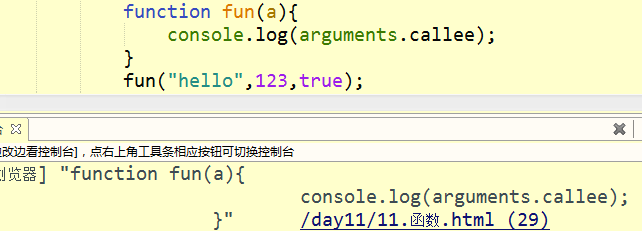 function fun(a){
console.log(arguments.callee);
}
fun("hello",123,true);
改边看控制台]，点右上角工具条相应按钮可切换控制台
浏览器] "function fun(a){
console.log(arguments.callee);
}" /day11/11.函数.html (29)